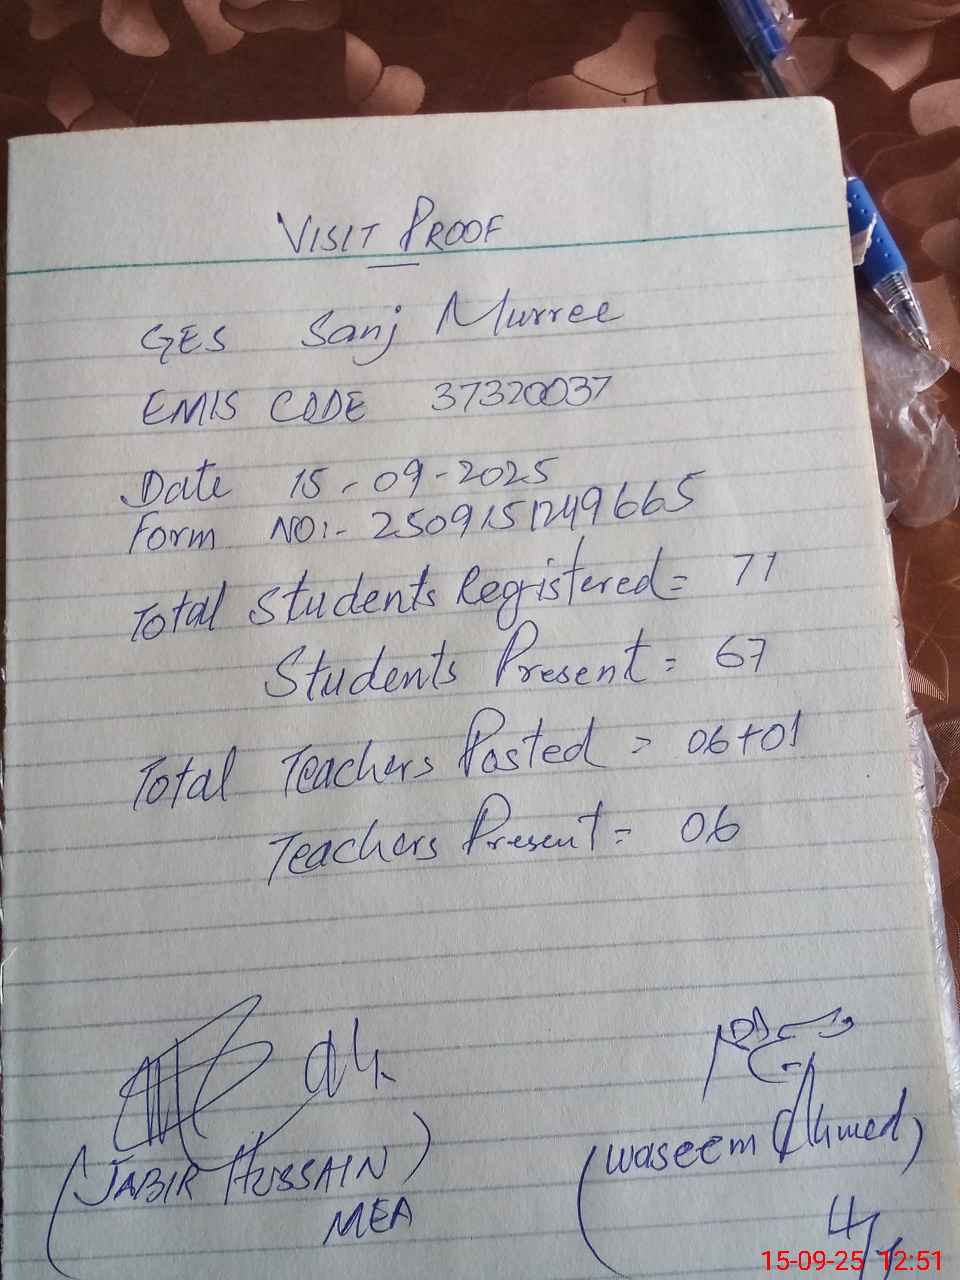 VISIT PROOF
GES Sanj Murree
EMIS CODE 37320037
Date 15-09-2025
Form NO:- 2509151249665
Total Students Registered = 71
Students Present = 67
Total Teachers Posted = 06+01
Teachers Present = 06
(JABIR HUSSAIN)
MEA
(Waseem Ahmed)
15-09-25 12:51